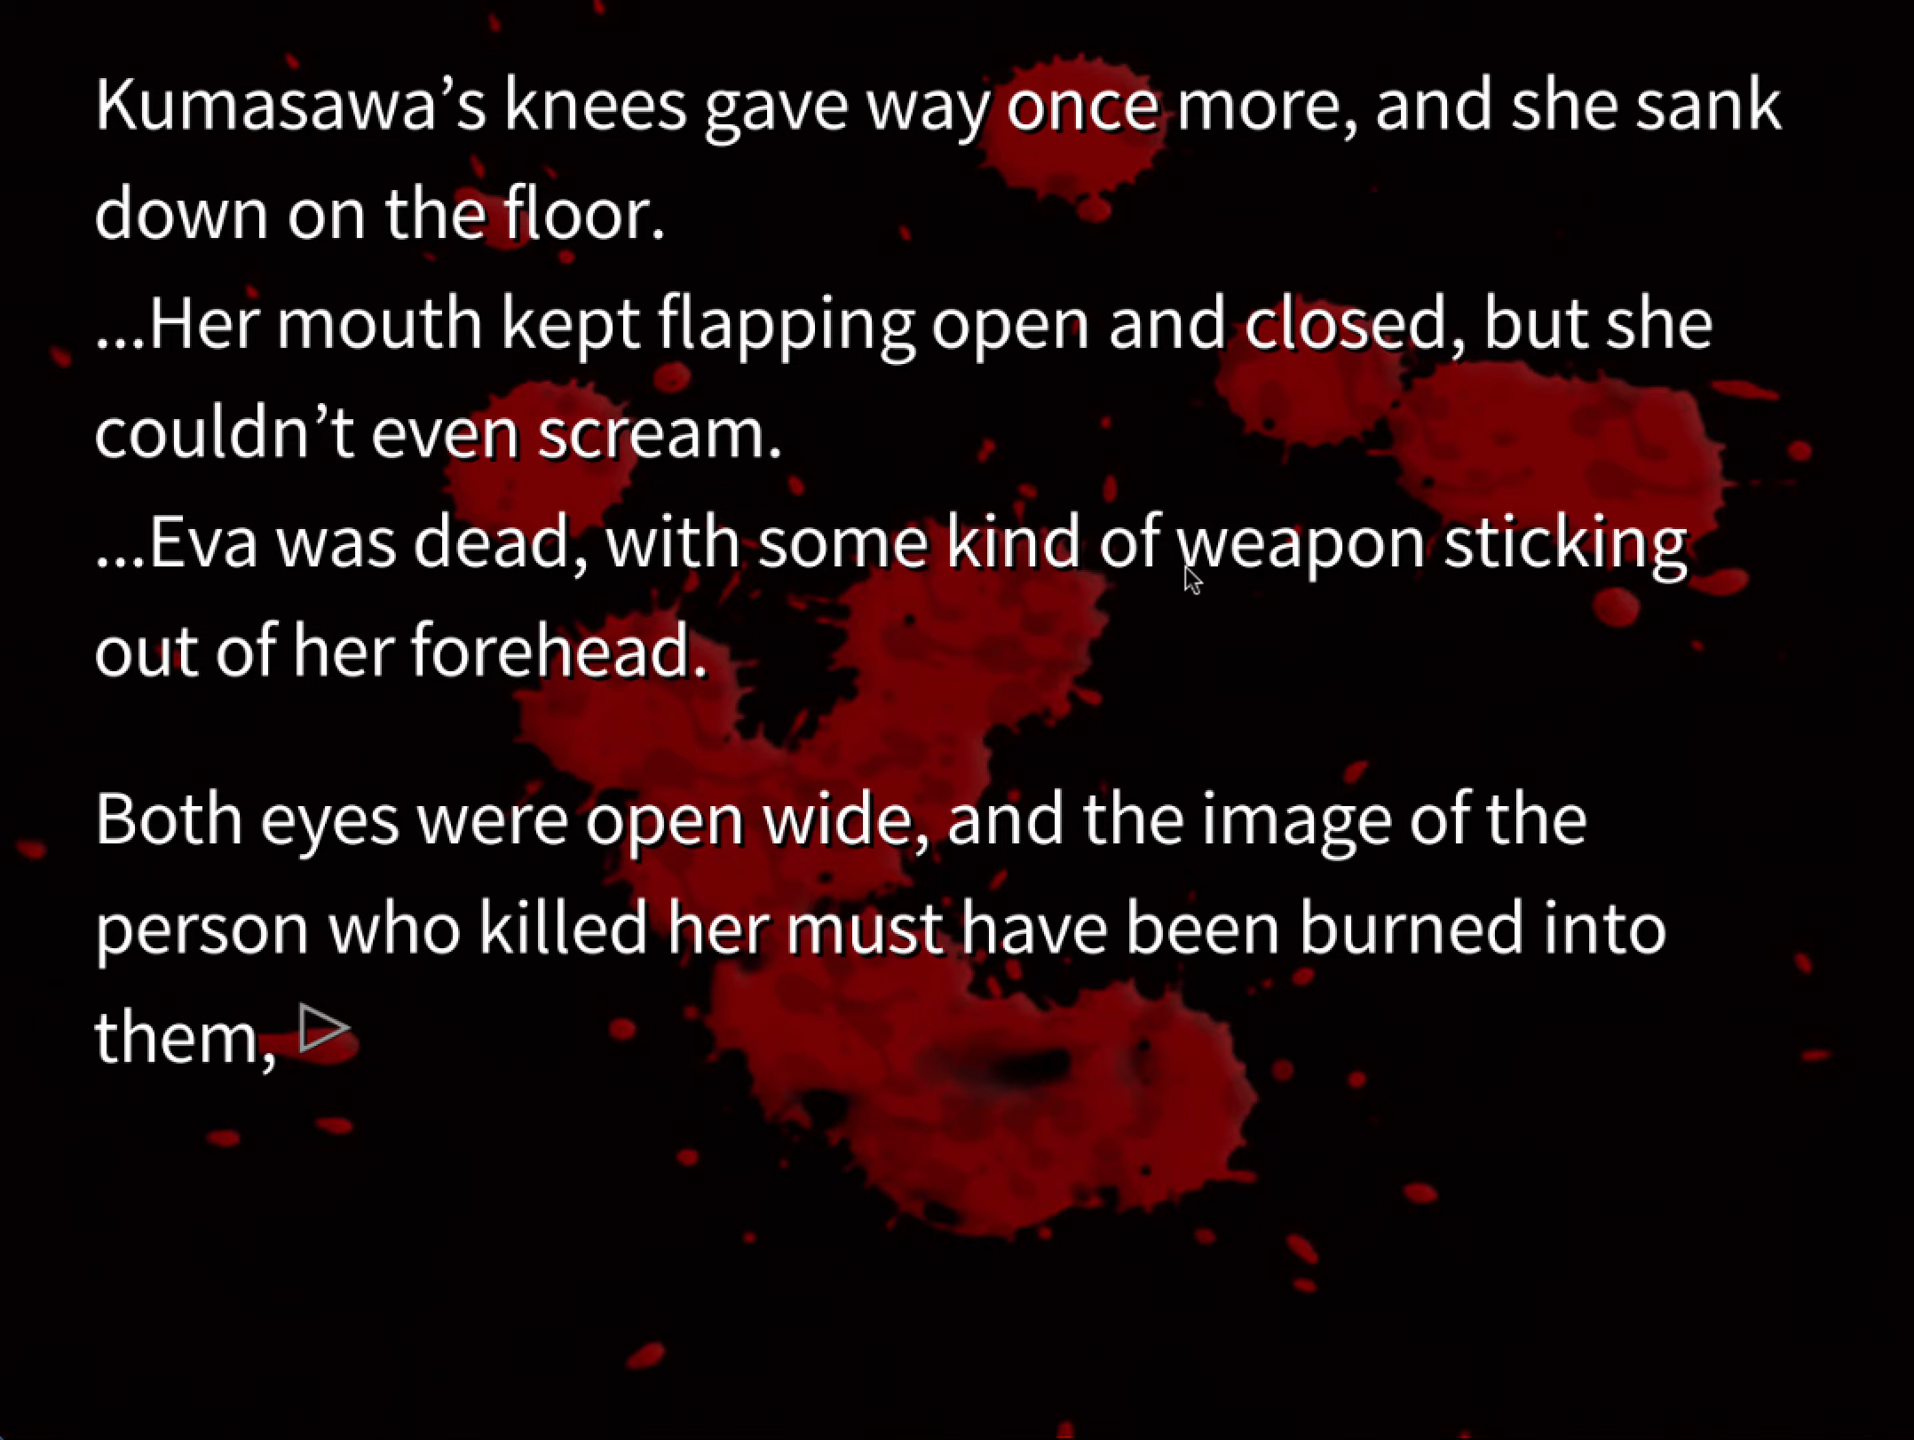 Kumasawa’s knees gave way once more, and she sank
down on the floor.
...Her mouth kept flapping open and closed, but she
couldn’t even scream.
...Eva was dead, with some kind of weapon sticking
out of her forehead.
Both eyes were open wide, and the image of the
person who killed her must have been burned into
them,